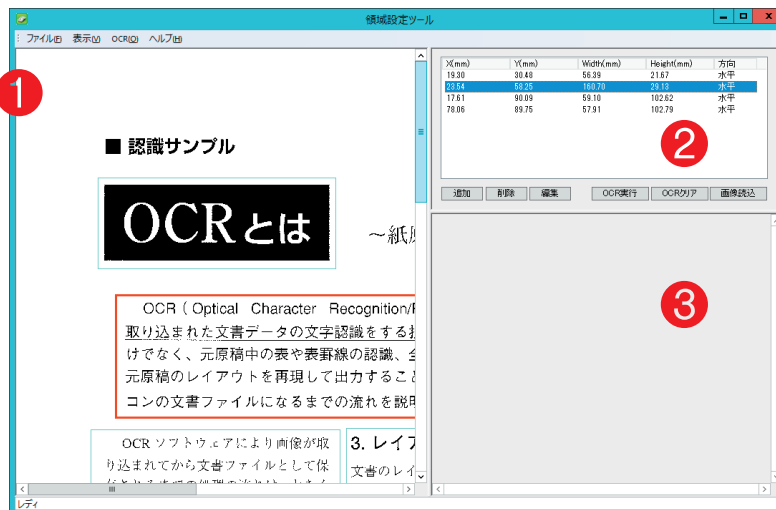 領域設定ツール
ファイル(F) 表示(V) OCR(O) ヘルプ(H)
1
■ 認識サンプル
OCRとは
～紙
OCR ( Optical Character Recognition/
取り込まれた文書データの文字認識をする
けでなく、元原稿中の表や表罫線の認識、
元原稿のレイアウトを再現して出力するこ
コンの文書ファイルになるまでの流れを説
OCR ソフトウェアにより画像が取
り込まれてから文書ファイルとして保
3. レイア
文書のレイ
X(mm) Y(mm) Width(mm) Height(mm) 方向
19.30 30.48 56.39 21.67 水平
23.54 58.25 160.70 29.13 水平
17.61 90.09 59.10 102.62 水平
78.06 89.75 57.91 102.79 水平
2
追加 削除 編集 OCR実行 OCRクリア 画像読込
3
レディ